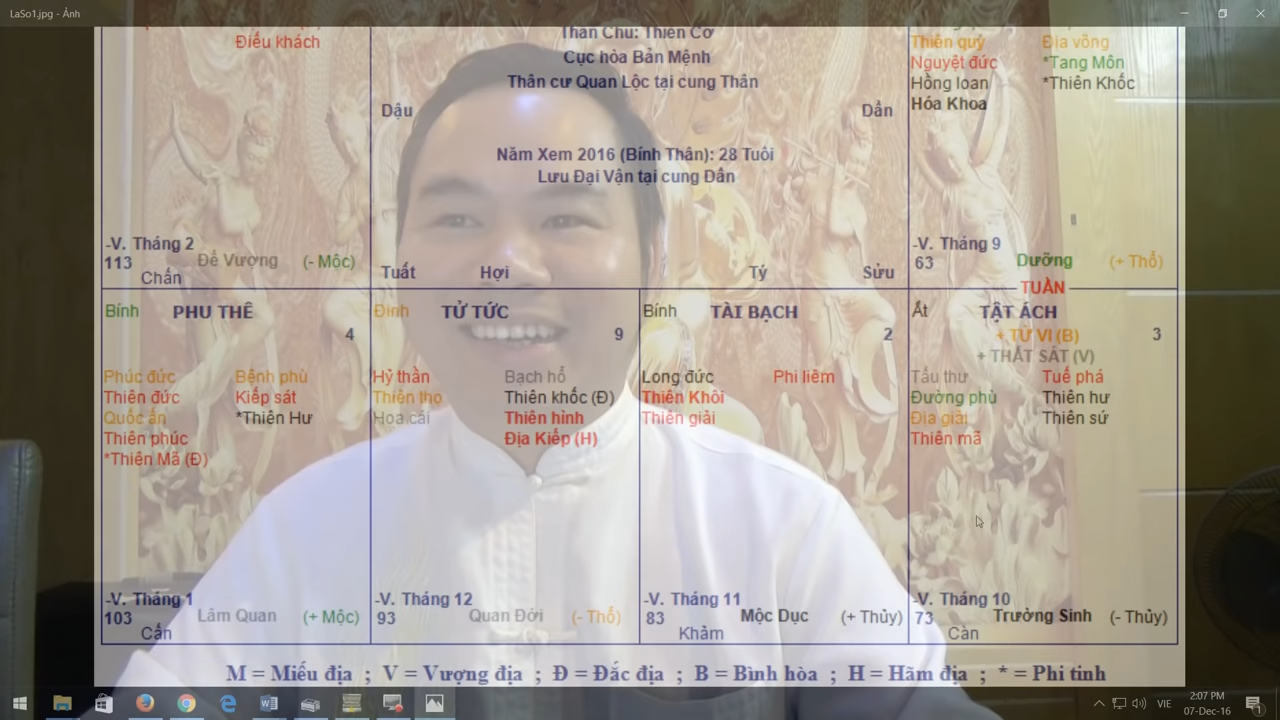 LaSo1.jpg - Ảnh
Điếu khách
Thân Chủ: Thiên Cơ
Cục hòa Bản Mệnh
Thân cư Quan Lộc tại cung Thân
Dậu
Dần
Năm Xem 2016 (Bính Thân): 28 Tuổi
Lưu Đại Vận tại cung Dần
Tuất Hợi Tý Sửu
Thiên quý Địa võng
Nguyệt đức *Tang Môn
Hồng loan *Thiên Khốc
Hóa Khoa
-V. Tháng 2
113 Đế Vượng (- Mộc)
Chấn
-V. Tháng 9
63 Dưỡng (+ Thổ)
TUẦN
Bính PHU THÊ
4
Phúc đức Bệnh phù
Thiên đức Kiếp sát
Quốc ấn *Thiên Hư
Thiên phúc
*Thiên Mã (Đ)
-V. Tháng 1
103 Lâm Quan (+ Mộc)
Cấn
Đinh TỬ TỨC
9
Hỷ thần Bạch hổ
Thiên thọ Thiên khốc (Đ)
Hoa cái Thiên hình
Địa Kiếp (H)
-V. Tháng 12
93 Quan Đới (- Thổ)
Bính TÀI BẠCH
2
Long đức Phi liêm
Thiên Khôi
Thiên giải
-V. Tháng 11
83 Mộc Dục (+ Thủy)
Khảm
Ất TẬT ÁCH
+ TỬ VI (B) 3
+ THẤT SÁT (V)
Tấu thư Tuế phá
Đường phù Thiên hư
Địa giải Thiên sứ
Thiên mã
-V. Tháng 10
73 Trường Sinh (- Thủy)
Càn
M = Miếu địa ; V = Vượng địa ; Đ = Đắc địa ; B = Bình hòa ; H = Hãm địa ; * = Phi tinh
VIE
2:07 PM
07-Dec-16
1